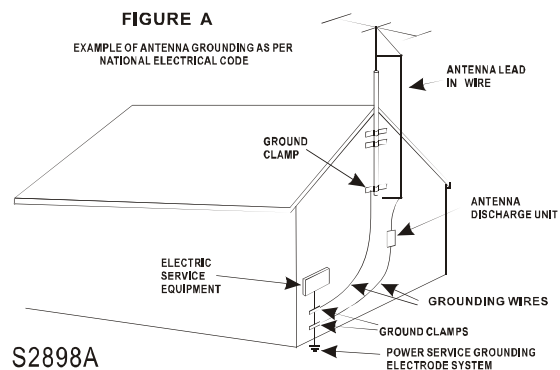 FIGURE A
EXAMPLE OF ANTENNA GROUNDING AS PER
NATIONAL ELECTRICAL CODE
ANTENNA LEAD
IN WIRE
GROUND
CLAMP
ANTENNA
DISCHARGE UNIT
ELECTRIC
SERVICE
EQUIPMENT
GROUNDING WIRES
GROUND CLAMPS
POWER SERVICE GROUNDING
ELECTRODE SYSTEM
S2898A